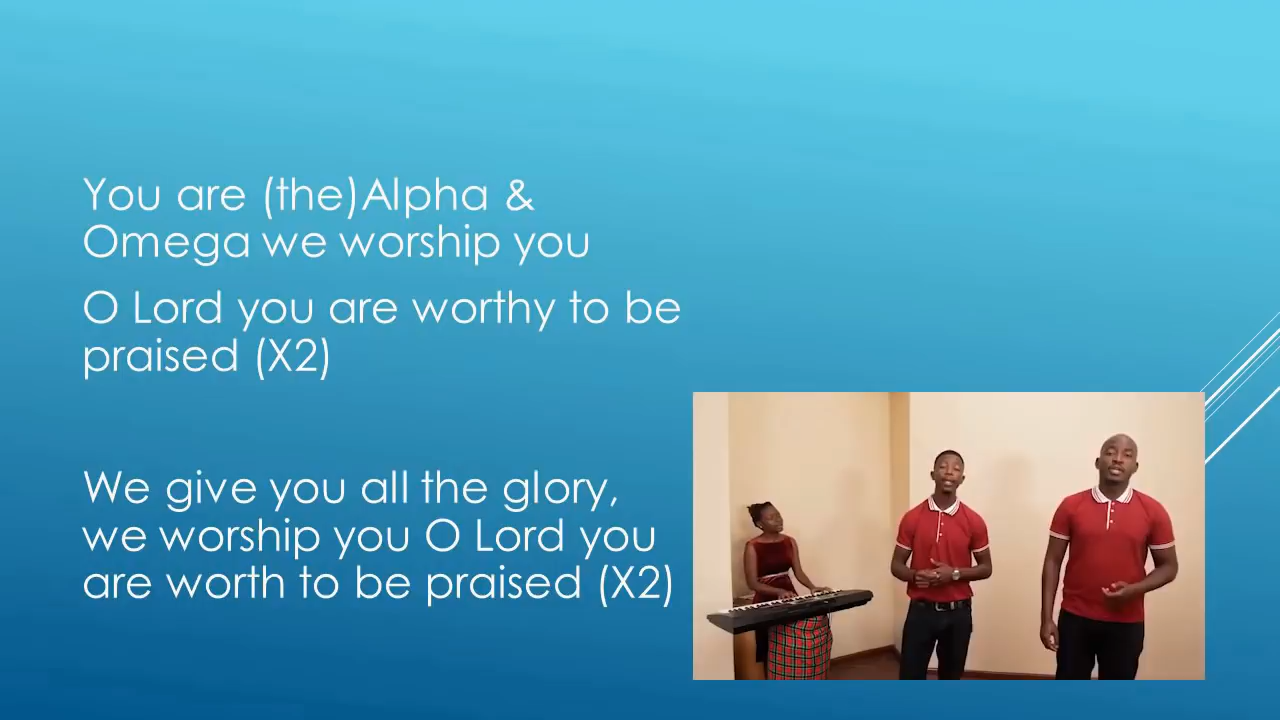 You are (the)Alpha &
Omega we worship you
O Lord you are worthy to be
praised (X2)
We give you all the glory,
we worship you O Lord you
are worth to be praised (X2)